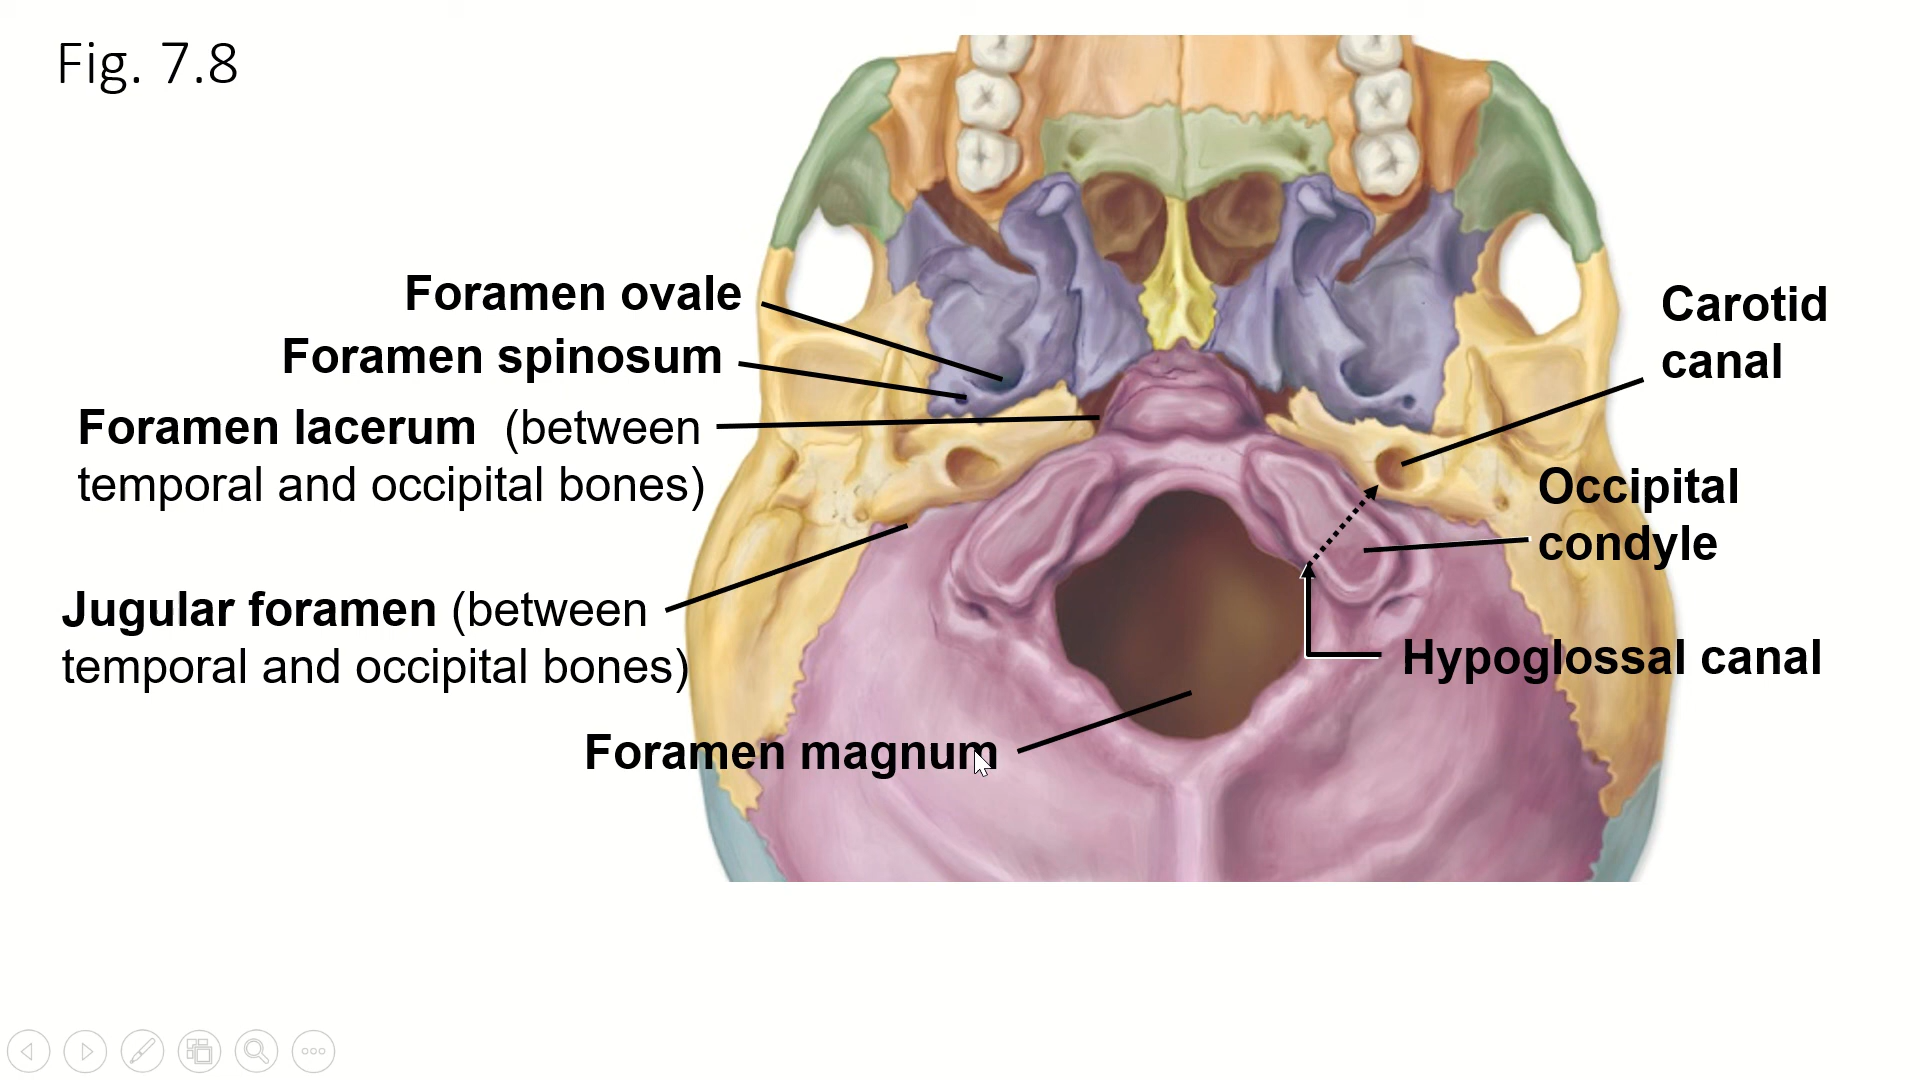 Fig. 7.8
Foramen ovale
Foramen spinosum
Foramen lacerum (between
temporal and occipital bones)
Jugular foramen (between
temporal and occipital bones)
Foramen magnum
Carotid
canal
Occipital
condyle
Hypoglossal canal